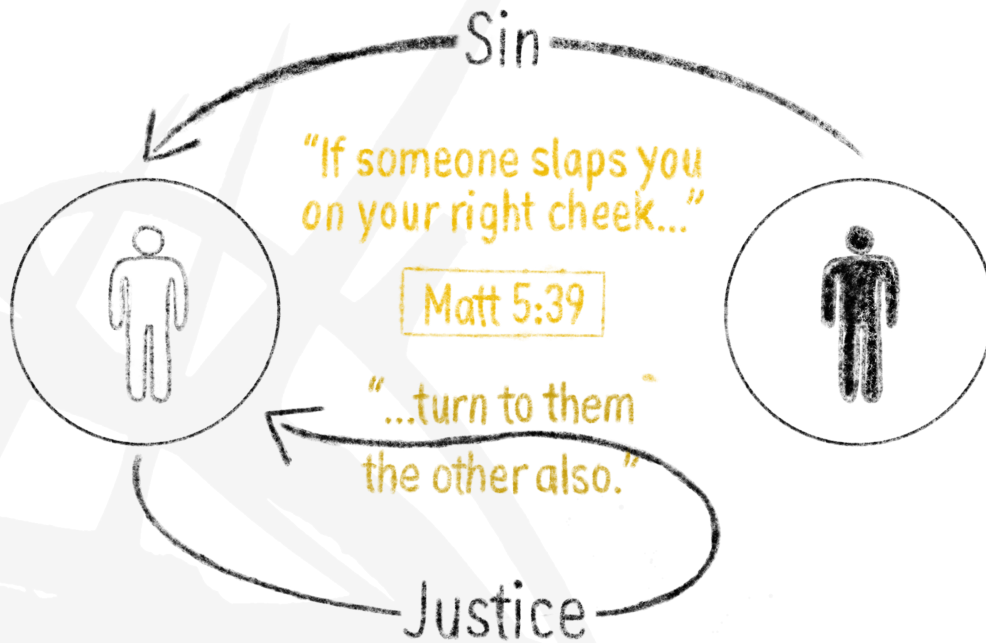 Sin
"If someone slaps you
on your right cheek..."
Matt 5:39
"...turn to them
the other also."
Justice